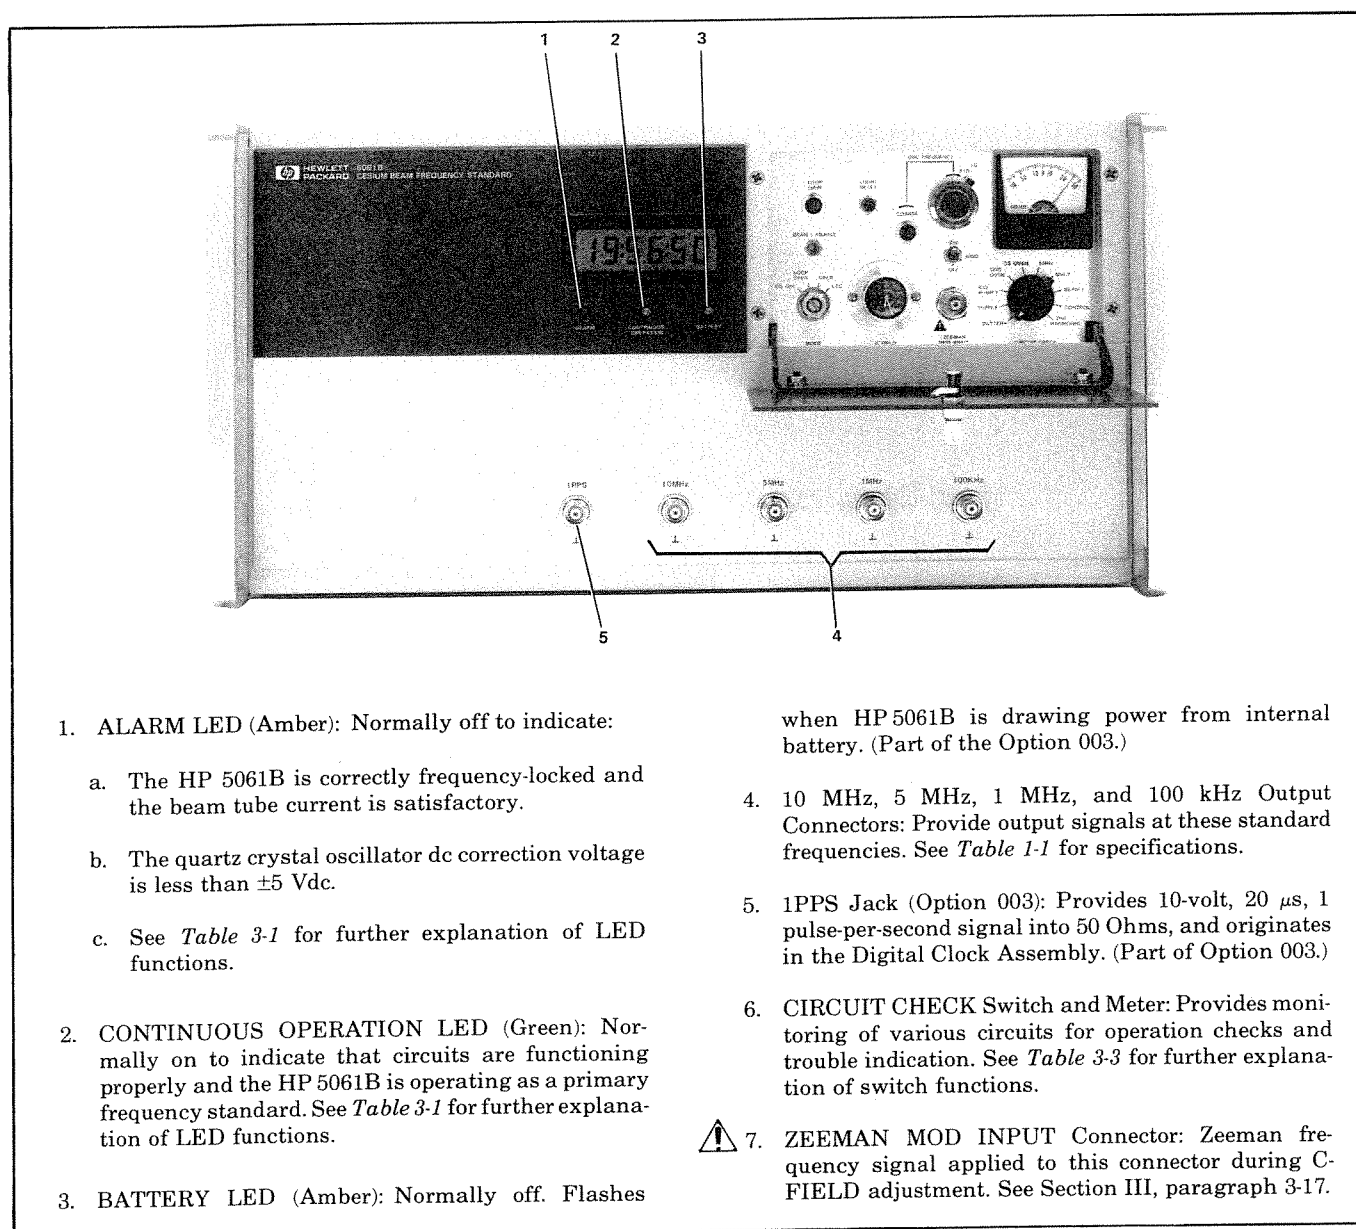 1
2
3
HEWLETT 5061B
PACKARD CESIUM BEAM FREQUENCY STANDARD
19:56:50
ALARM
CONTINUOUS
OPERATION
BATTERY
1PPS
10MHz
5MHz
1MHz
100KHz
5
4
1. ALARM LED (Amber): Normally off to indicate:
a. The HP 5061B is correctly frequency-locked and
the beam tube current is satisfactory.
b. The quartz crystal oscillator dc correction voltage
is less than ±5 Vdc.
c. See Table 3-1 for further explanation of LED
functions.
2. CONTINUOUS OPERATION LED (Green): Nor-
mally on to indicate that circuits are functioning
properly and the HP 5061B is operating as a primary
frequency standard. See Table 3-1 for further explana-
tion of LED functions.
3. BATTERY LED (Amber): Normally off. Flashes
when HP 5061B is drawing power from internal
battery. (Part of the Option 003.)
4. 10 MHz, 5 MHz, 1 MHz, and 100 kHz Output
Connectors: Provide output signals at these standard
frequencies. See Table 1-1 for specifications.
5. 1PPS Jack (Option 003): Provides 10-volt, 20 μs, 1
pulse-per-second signal into 50 Ohms, and originates
in the Digital Clock Assembly. (Part of Option 003.)
6. CIRCUIT CHECK Switch and Meter: Provides moni-
toring of various circuits for operation checks and
trouble indication. See Table 3-3 for further explana-
tion of switch functions.
7. ZEEMAN MOD INPUT Connector: Zeeman fre-
quency signal applied to this connector during C-
FIELD adjustment. See Section III, paragraph 3-17.